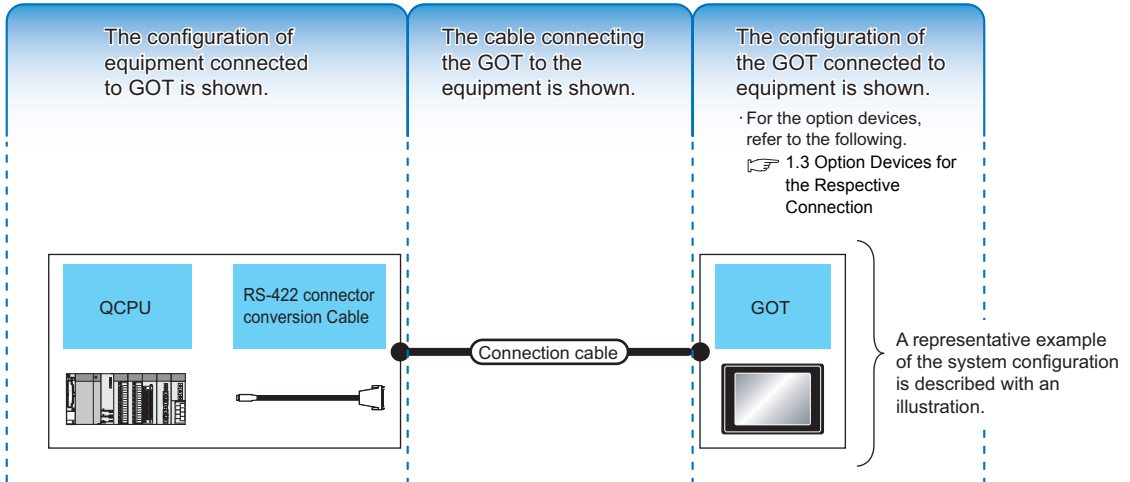 The configuration of
equipment connected
to GOT is shown.
The cable connecting
the GOT to the
equipment is shown.
The configuration of
the GOT connected to
equipment is shown.
· For the option devices,
refer to the following.
1.3 Option Devices for
the Respective
Connection
QCPU
RS-422 connector
conversion Cable
Connection cable
GOT
A representative example
of the system configuration
is described with an
illustration.